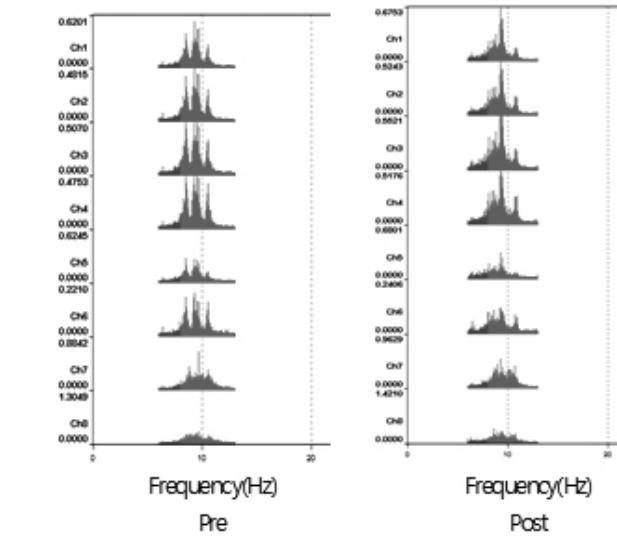 0.6201
Ch1
0.0000
0.4815
Ch2
0.0000
0.5070
Ch3
0.0000
0.4753
Ch4
0.0000
0.6245
Ch5
0.0000
0.2210
Ch6
0.0000
0.8842
Ch7
0.0000
1.3049
Ch8
0.0000
0
10
20
Frequency(Hz)
Pre
0.6753
Ch1
0.0000
0.5243
Ch2
0.0000
0.5521
Ch3
0.0000
0.5176
Ch4
0.0000
0.6801
Ch5
0.0000
0.2406
Ch6
0.0000
0.9629
Ch7
0.0000
1.4210
Ch8
0.0000
0
10
20
Frequency(Hz)
Post